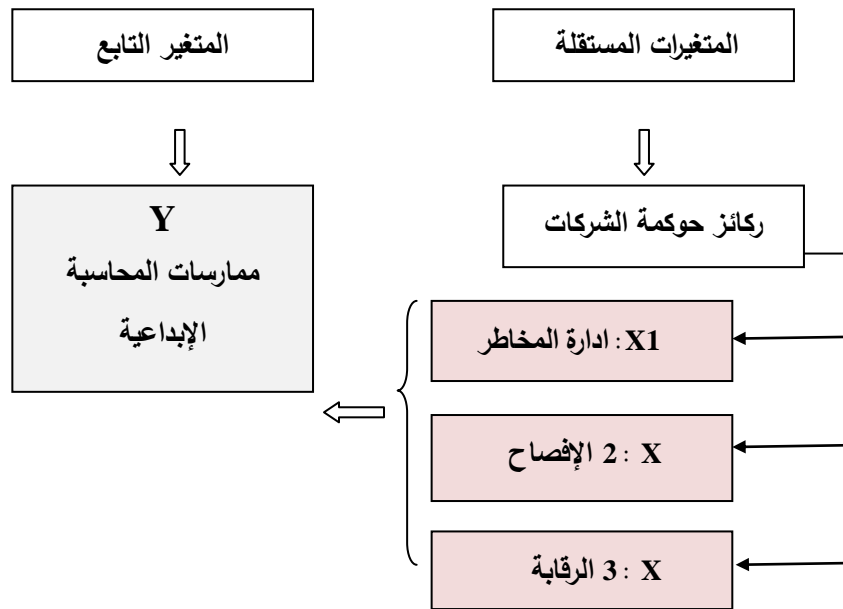 المتغيرات المستقلة
المتغير التابع
ركائز حوكمة الشركات
Y
ممارسات المحاسبة
الإبداعية
X1: ادارة المخاطر
X : 2 الإفصاح
X : 3 الرقابة